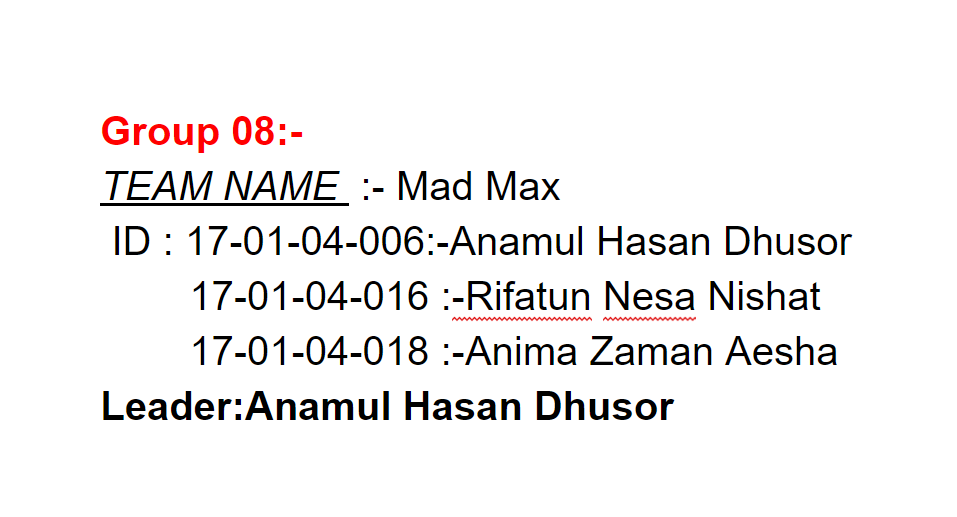 Group 08:-
TEAM NAME :- Mad Max
ID : 17-01-04-006:-Anamul Hasan Dhusor
17-01-04-016 :-Rifatun Nesa Nishat
17-01-04-018 :-Anima Zaman Aesha
Leader:Anamul Hasan Dhusor